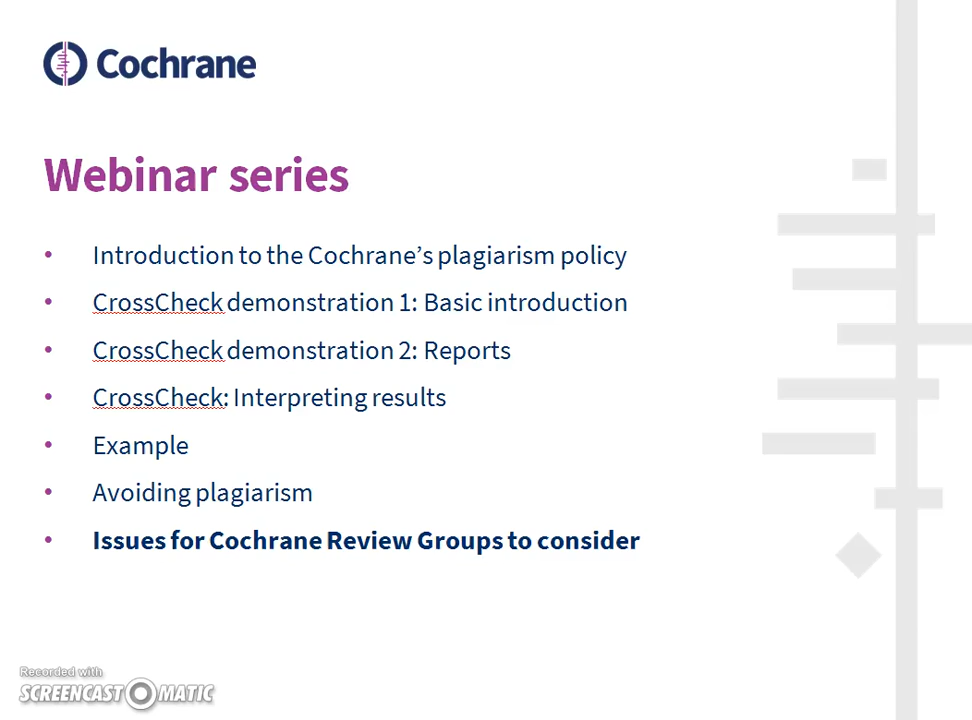 Cochrane
Webinar series
• Introduction to the Cochrane’s plagiarism policy
• CrossCheck demonstration 1: Basic introduction
• CrossCheck demonstration 2: Reports
• CrossCheck: Interpreting results
• Example
• Avoiding plagiarism
• Issues for Cochrane Review Groups to consider
Recorded with
SCREENCAST-O-MATIC